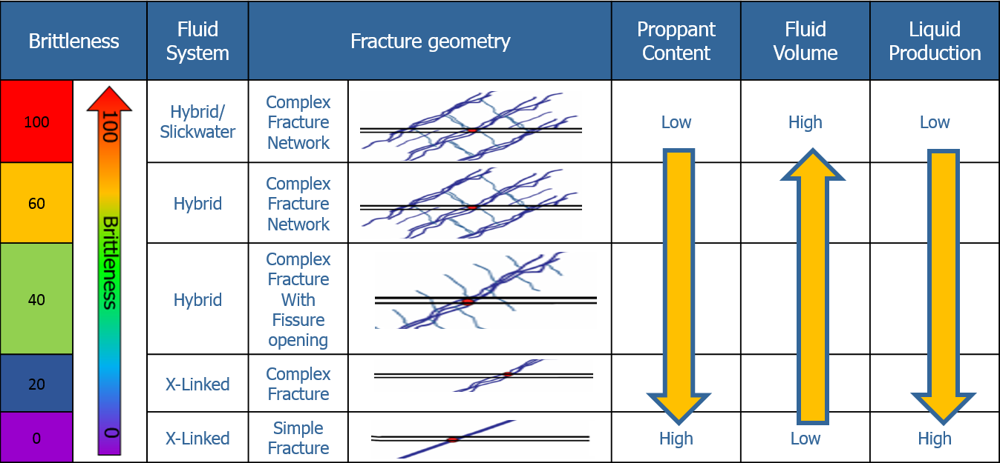 Brittleness
Fluid
System
Fracture geometry
Proppant
Content
Fluid
Volume
Liquid
Production
100
100
Brittleness
0
Hybrid/
Slickwater
Complex
Fracture
Network
Low
High
Low
60
Hybrid
Complex
Fracture
Network
40
Hybrid
Complex
Fracture
With
Fissure
opening
20
X-Linked
Complex
Fracture
0
X-Linked
Simple
Fracture
High
Low
High